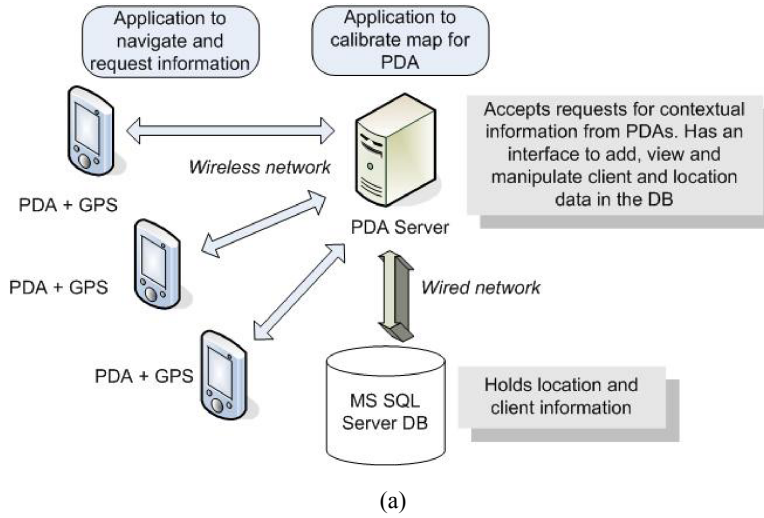 Application to
navigate and
request information
Application to
calibrate map for
PDA
Accepts requests for contextual
information from PDAs. Has an
interface to add, view and
manipulate client and location
data in the DB
Wireless network
PDA + GPS
PDA Server
PDA + GPS
Wired network
PDA + GPS
MS SQL
Server DB
Holds location and
client information
(a)